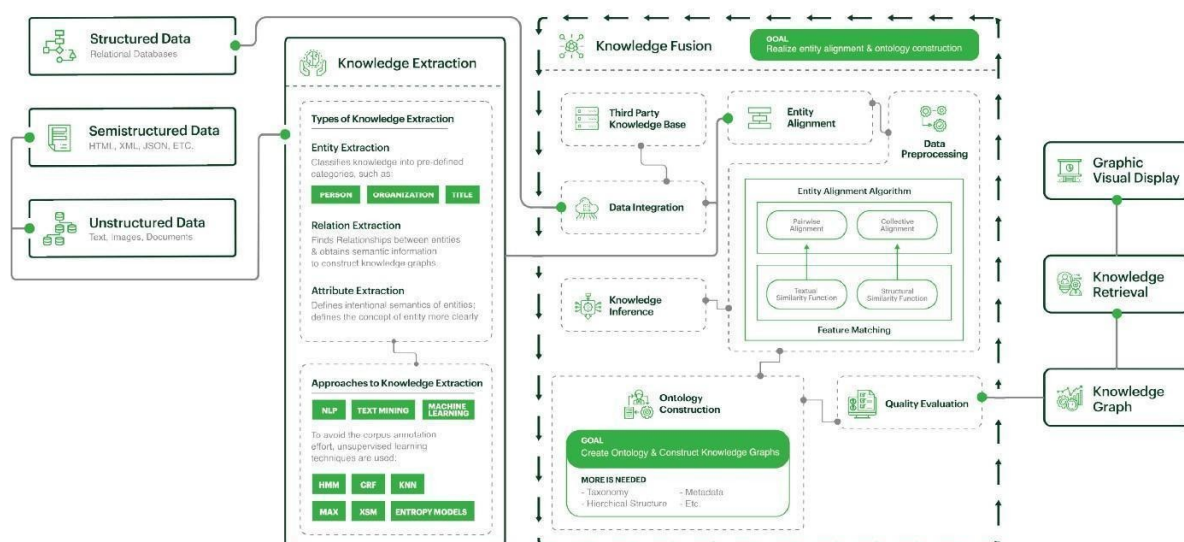 Structured Data
Relational Databases
Semistructured Data
HTML, XML, JSON, ETC.
Unstructured Data
Text, Images, Documents
Knowledge Extraction
Types of Knowledge Extraction
Entity Extraction
Classifies knowledge into pre-defined
categories, such as:
PERSON
ORGANIZATION
TITLE
Relation Extraction
Finds Relationships between entities
& obtains semantic information
to construct knowledge graphs.
Attribute Extraction
Defines intentional semantics of entities;
defines the concept of entity more clearly
Approaches to Knowledge Extraction
NLP
TEXT MINING
MACHINE
LEARNING
To avoid the corpus annotation
effort, unsupervised learning
techniques are used:
HMM
CRF
KNN
MAX
XSM
ENTROPY MODELS
Knowledge Fusion
GOAL
Realize entity alignment & ontology construction
Third Party
Knowledge Base
Entity
Alignment
Data
Preprocessing
Data Integration
Entity Alignment Algorithm
Pairwise
Alignment
Collective
Alignment
Textual
Similarity Function
Structural
Similarity Function
Feature Matching
Knowledge
Inference
Ontology
Construction
GOAL
Create Ontology & Construct Knowledge Graphs
MORE IS NEEDED
- Taxonomy
- Metadata
- Hierchical Structure
- Etc.
Quality Evaluation
Graphic
Visual Display
Knowledge
Retrieval
Knowledge
Graph